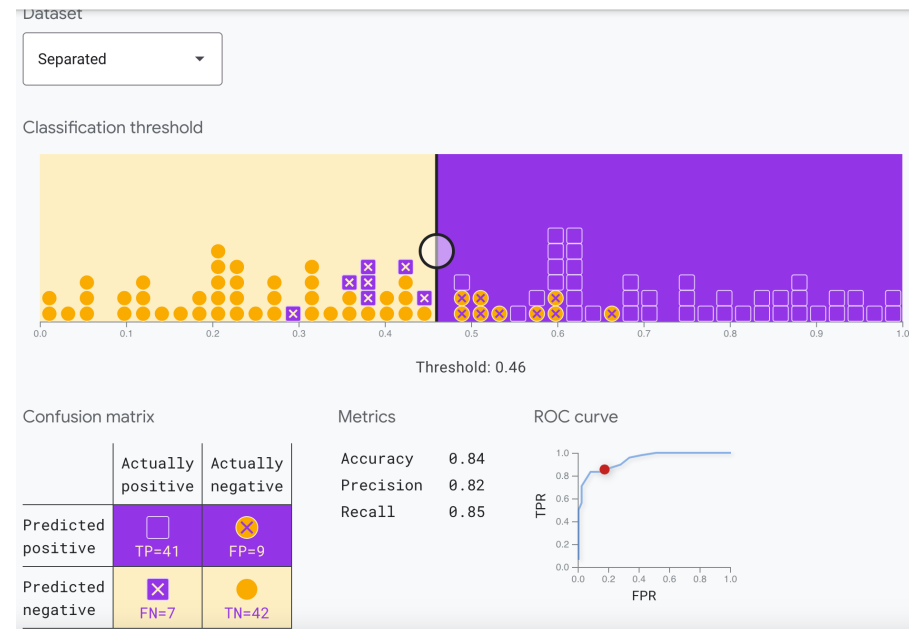 Dataset
Separated
Classification threshold
0.0 0.1 0.2 0.3 0.4 0.5 0.6 0.7 0.8 0.9 1.0
Threshold: 0.46
Confusion matrix
Actually positive
Actually negative
Predicted positive
TP=41
FP=9
Predicted negative
FN=7
TN=42
Metrics
Accuracy 0.84
Precision 0.82
Recall 0.85
ROC curve
TPR
1.0
0.8
0.6
0.4
0.2
0.0
0.0 0.2 0.4 0.6 0.8 1.0
FPR